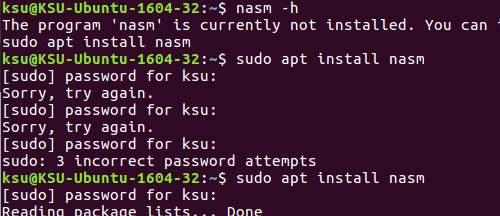 ksu@KSU-Ubuntu-1604-32:~$ nasm -h
The program 'nasm' is currently not installed. You can i
sudo apt install nasm
ksu@KSU-Ubuntu-1604-32:~$ sudo apt install nasm
[sudo] password for ksu:
Sorry, try again.
[sudo] password for ksu:
Sorry, try again.
[sudo] password for ksu:
sudo: 3 incorrect password attempts
ksu@KSU-Ubuntu-1604-32:~$ sudo apt install nasm
[sudo] password for ksu:
Reading package lists... Done